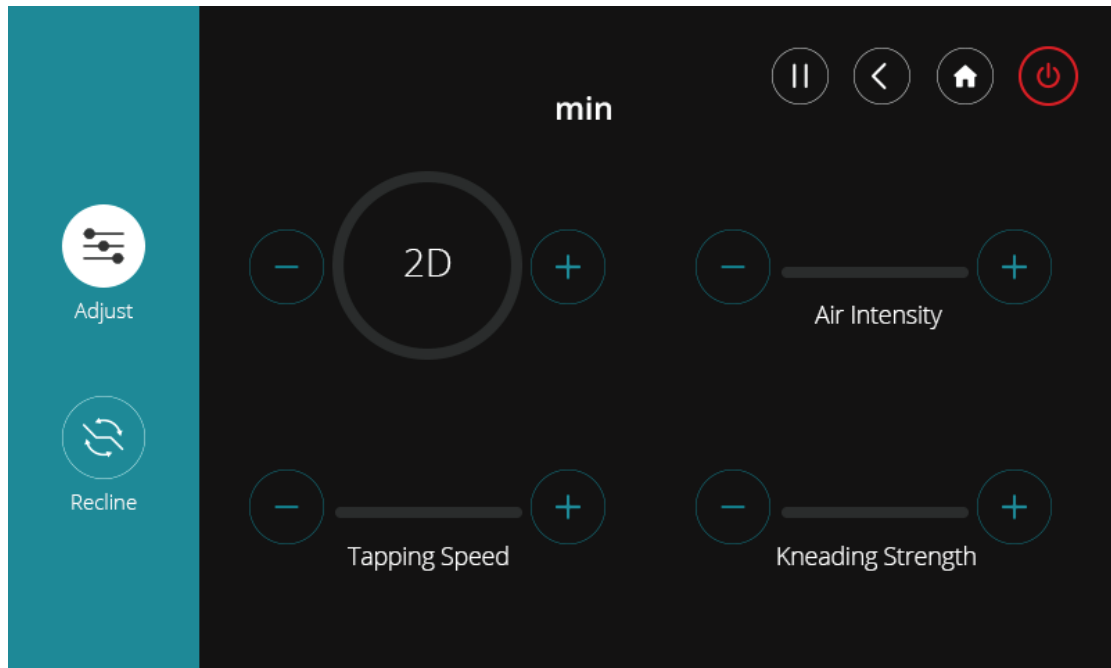 min
2D
Adjust
Air Intensity
Recline
Tapping Speed
Kneading Strength